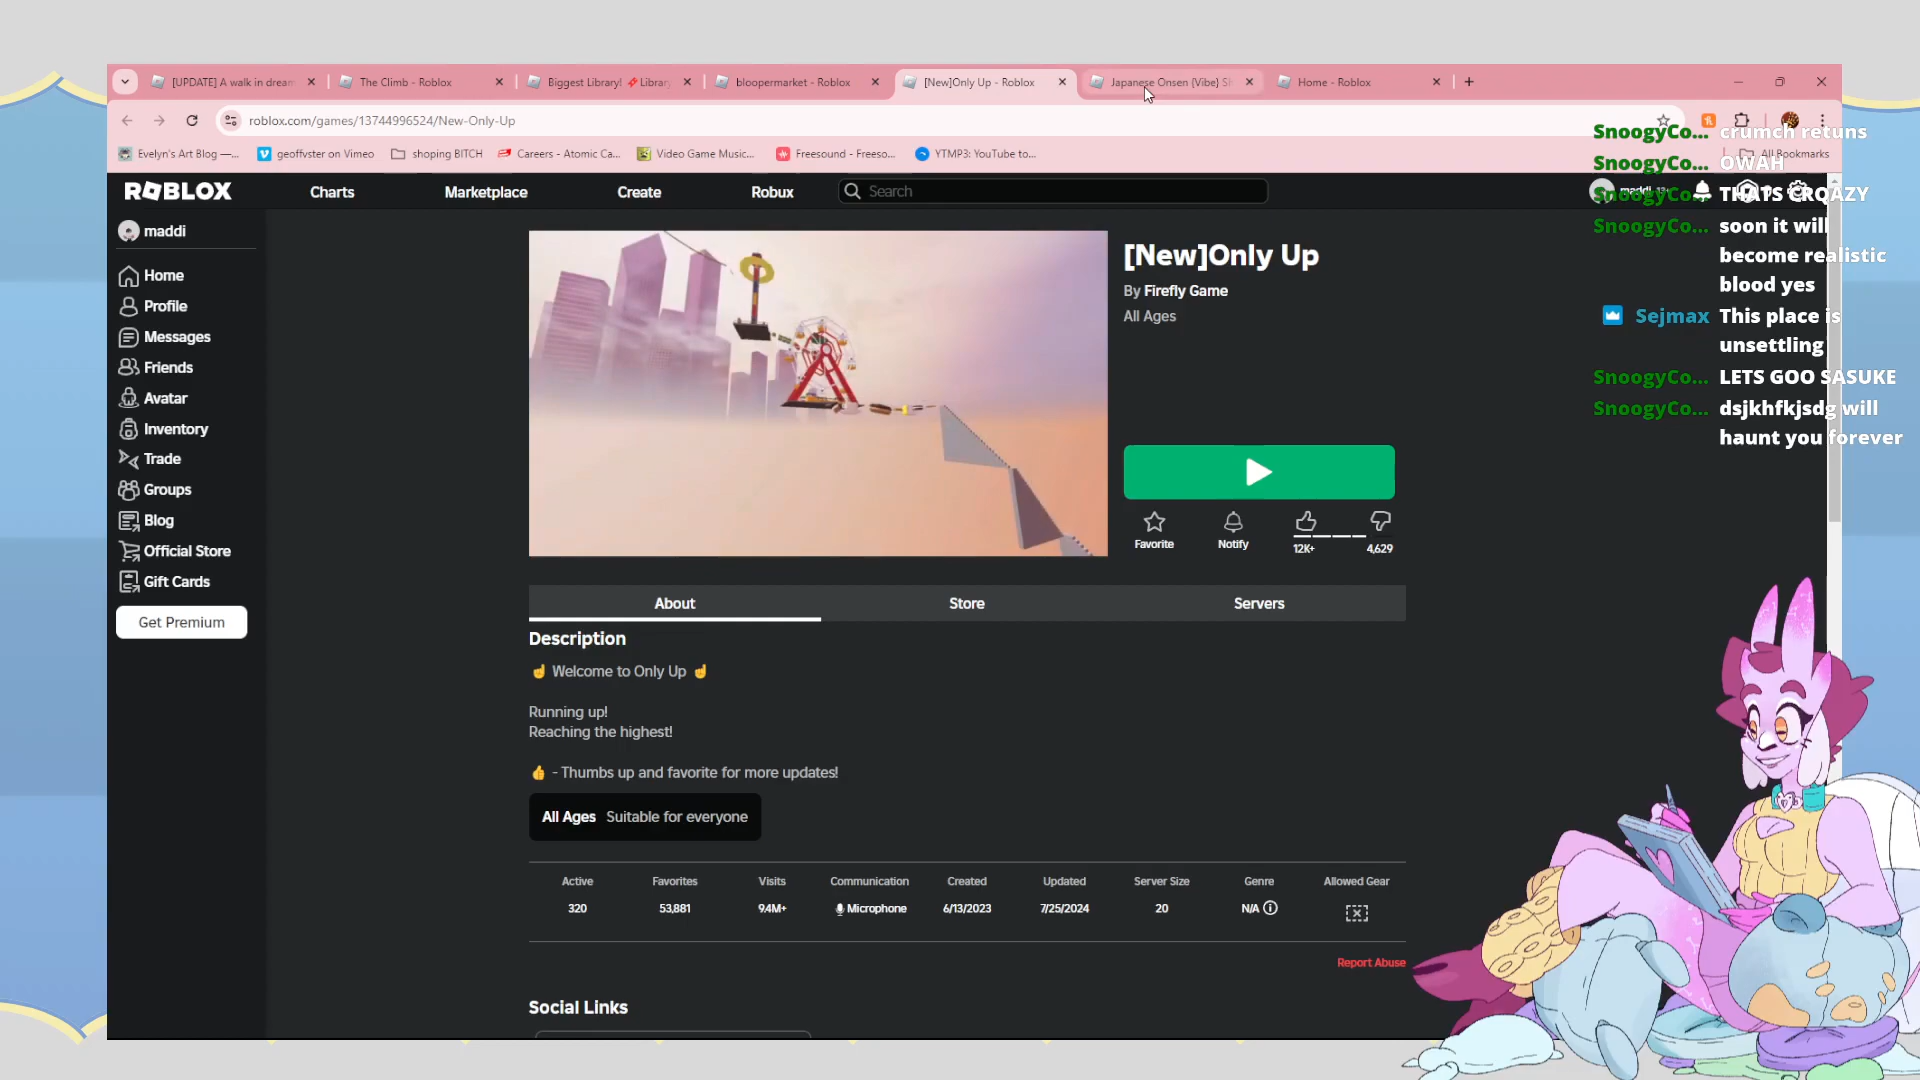 [UPDATE] A walk in dream
The Climb - Roblox
Biggest Library! Library
bloopermarket - Roblox
[New]Only Up - Roblox
Japanese Onsen {Vibe} Sh
Home - Roblox
roblox.com/games/13744996524/New-Only-Up
Evelyn's Art Blog —...
geoffvster on Vimeo
shoping BITCH
Careers - Atomic Ca...
Video Game Music...
Freesound - Freeso...
YTMP3: YouTube to...
All Bookmarks
ROBLOX
Charts
Marketplace
Create
Robux
Search
maddi
Home
Profile
Messages
Friends
Avatar
Inventory
Trade
Groups
Blog
Official Store
Gift Cards
Get Premium
[New]Only Up
By Firefly Game
All Ages
Favorite
Notify
12K+
4,629
About
Store
Servers
Description
☝ Welcome to Only Up ☝
Running up!
Reaching the highest!
👍 - Thumbs up and favorite for more updates!
All Ages Suitable for everyone
Active
Favorites
Visits
Communication
Created
Updated
Server Size
Genre
Allowed Gear
320
53,881
9.4M+
Microphone
6/13/2023
7/25/2024
20
N/A
Report Abuse
Social Links
SnoogyCo... crumch retuns
SnoogyCo... OWAH
SnoogyCo... THATS CRQAZY
SnoogyCo... soon it will
become realistic
blood yes
Sejmax This place is
unsettling
SnoogyCo... LETS GOO SASUKE
SnoogyCo... dsjkhfkjsdg will
haunt you forever